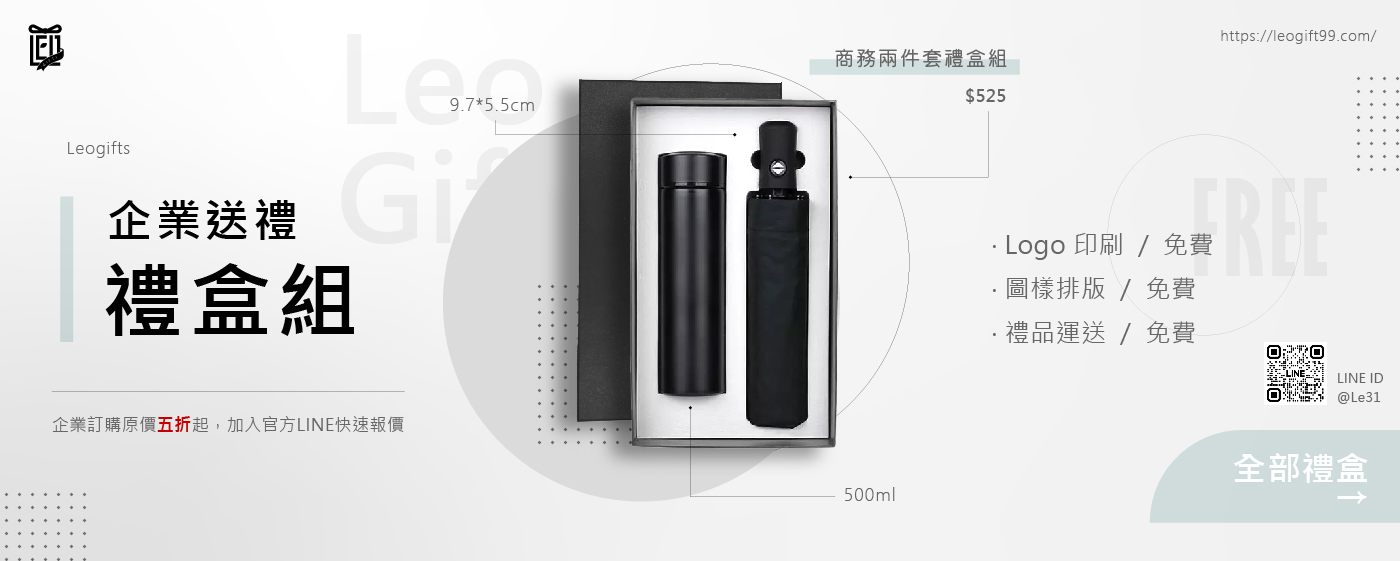 LEO
https://leogift99.com/
Leo
Gif
商務兩件套禮盒組
$525
9.7*5.5cm
Leogifts
企業送禮
禮盒組
企業訂購原價五折起，加入官方LINE快速報價
500ml
FREE
· Logo 印刷 / 免費
· 圖樣排版 / 免費
· 禮品運送 / 免費
LINE
LINE ID
@Le31
全部禮盒
→